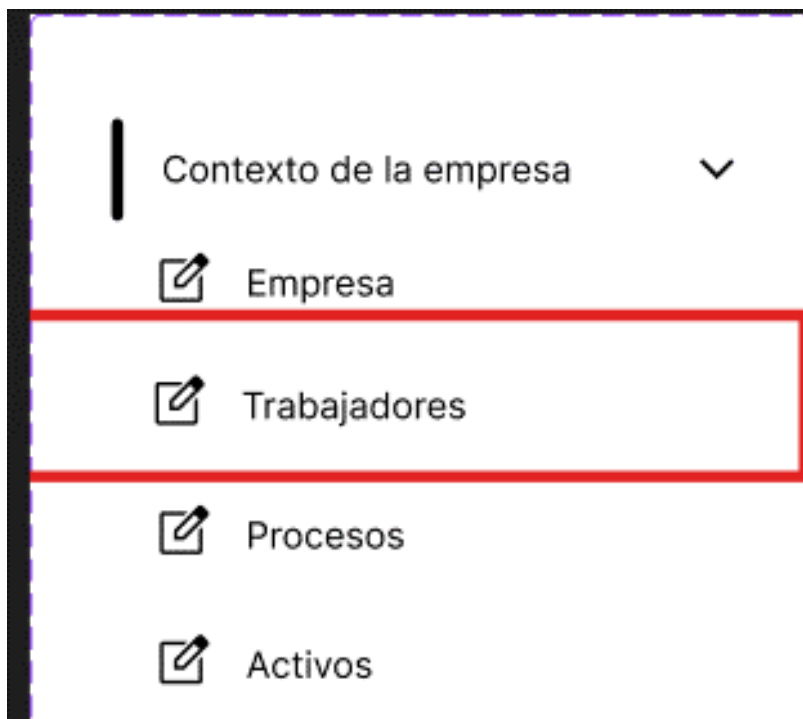 Contexto de la empresa
Empresa
Trabajadores
Procesos
Activos